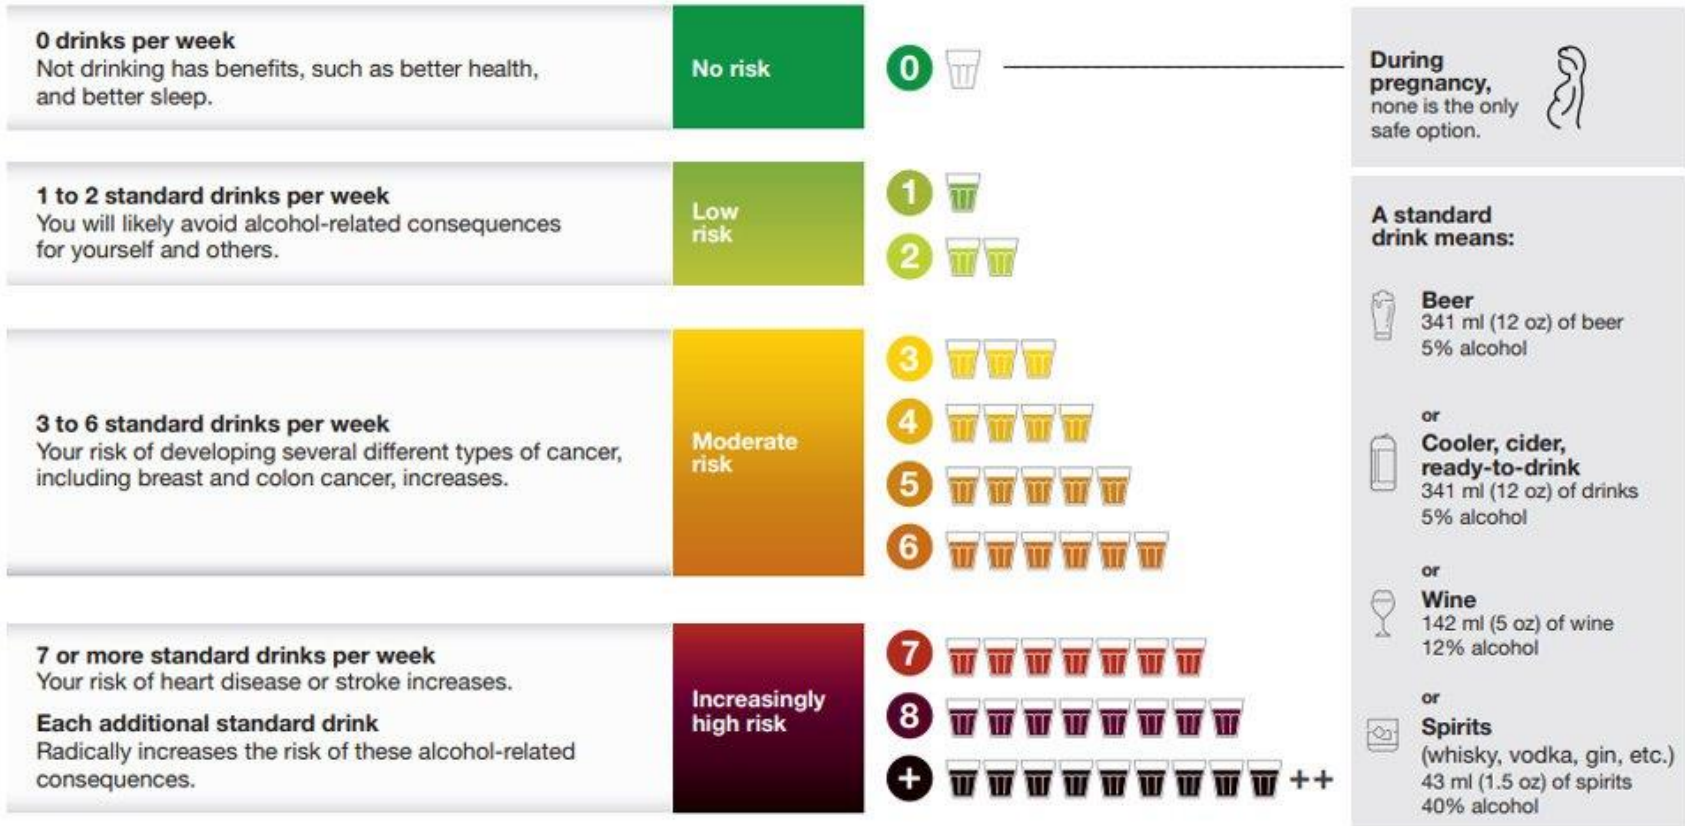 0 drinks per week
Not drinking has benefits, such as better health,
and better sleep.
No risk
0
During
pregnancy,
none is the only
safe option.
1 to 2 standard drinks per week
You will likely avoid alcohol-related consequences
for yourself and others.
Low
risk
1
2
3 to 6 standard drinks per week
Your risk of developing several different types of cancer,
including breast and colon cancer, increases.
Moderate
risk
3
4
5
6
7 or more standard drinks per week
Your risk of heart disease or stroke increases.
Each additional standard drink
Radically increases the risk of these alcohol-related
consequences.
Increasingly
high risk
7
8
+
++
A standard
drink means:
Beer
341 ml (12 oz) of beer
5% alcohol
or
Cooler, cider,
ready-to-drink
341 ml (12 oz) of drinks
5% alcohol
or
Wine
142 ml (5 oz) of wine
12% alcohol
or
Spirits
(whisky, vodka, gin, etc.)
43 ml (1.5 oz) of spirits
40% alcohol